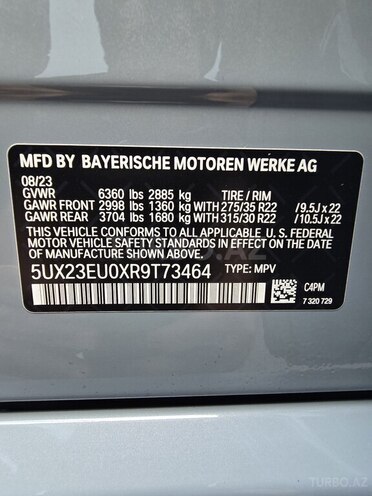 MFD BY BAYERISCHE MOTOREN WERKE AG
08/23
GVWR 6360 lbs 2885 kg TIRE / RIM
GAWR FRONT 2998 lbs 1360 kg WITH 275/35 R22 /9.5J x 22
GAWR REAR 3704 lbs 1680 kg WITH 315/30 R22 /10.5J x 22
THIS VEHICLE CONFORMS TO ALL APPLICABLE U. S. FEDERAL
MOTOR VEHICLE SAFETY STANDARDS IN EFFECT ON THE DATE OF
MANUFACTURE SHOWN ABOVE.
5UX23EU0XR9T73464 TYPE: MPV
C4PM
7 320 729
TURBO.AZ